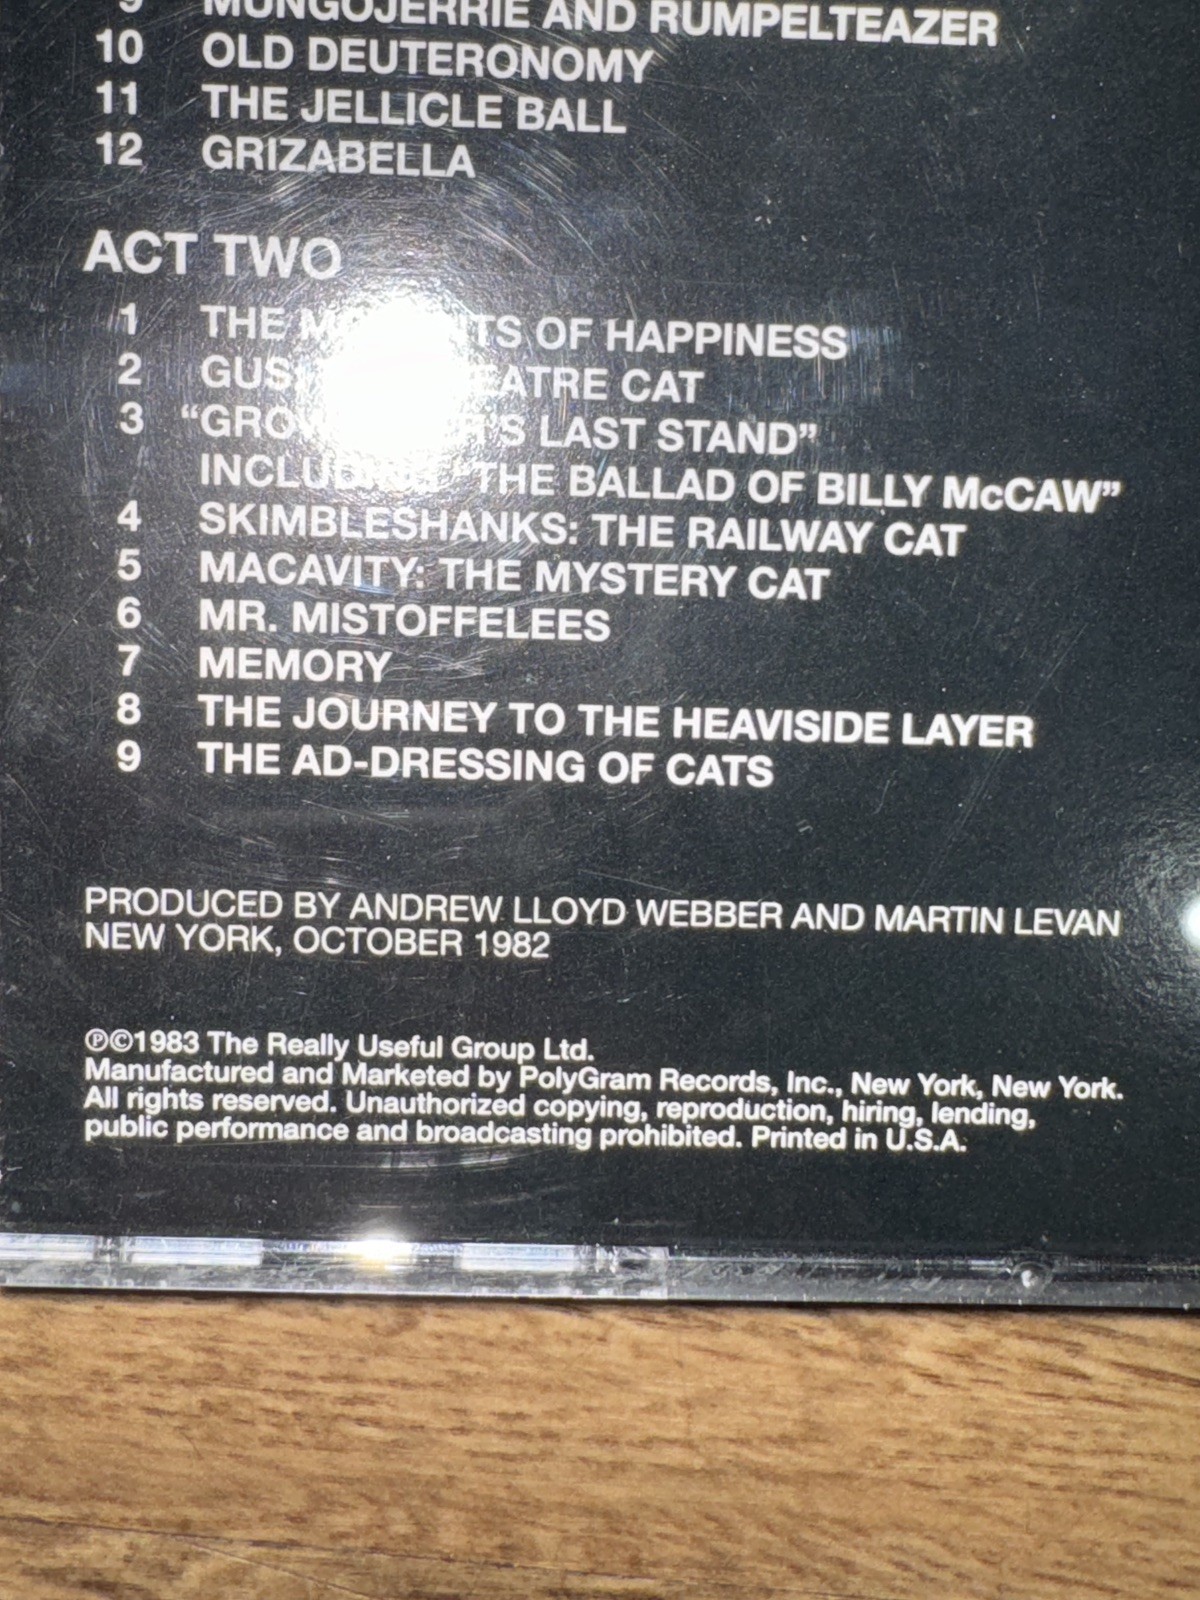 9 MUNGOJERRIE AND RUMPELTEAZER
10 OLD DEUTERONOMY
11 THE JELLICLE BALL
12 GRIZABELLA
ACT TWO
1 THE OF HAPPINESS
2 CAT
3 LAST STAND”
THE BALLAD OF BILLY McCAW”
4 SKIMBLESHANKS: THE RAILWAY CAT
5 MACAVITY: THE MYSTERY CAT
6 MR. MISTOFFELEES
7 MEMORY
8 THE JOURNEY TO THE HEAVISIDE LAYER
9 THE AD-DRESSING OF CATS
PRODUCED BY ANDREW LLOYD WEBBER AND MARTIN LEVAN
NEW YORK, OCTOBER 1982
℗©1983 The Really Useful Group Ltd.
Manufactured and Marketed by PolyGram Records, Inc., New York, New York.
All rights reserved. Unauthorized copying, reproduction, hiring, lending,
public performance and broadcasting prohibited. Printed in U.S.A.